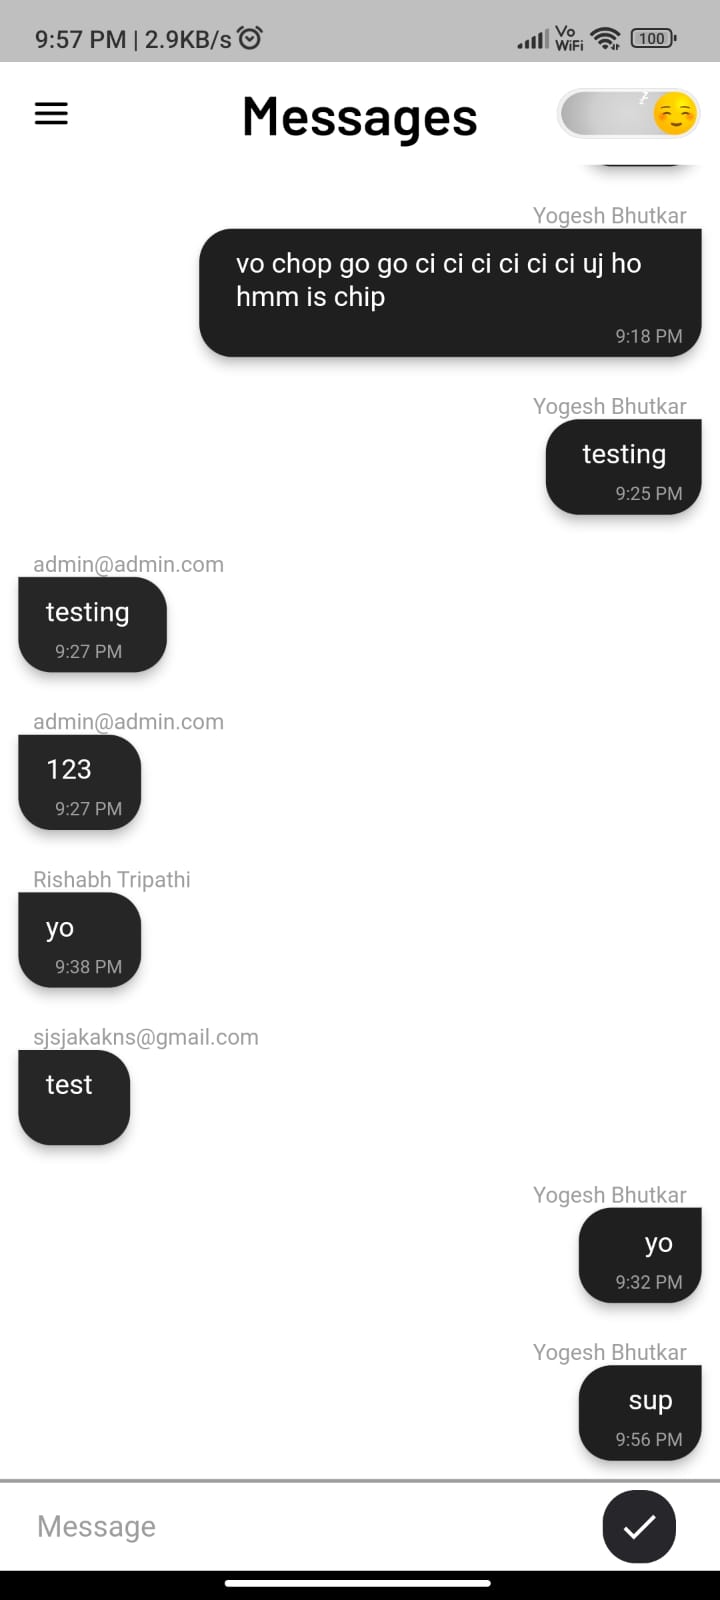 9:57 PM | 2.9KB/s
Vo
WiFi
100
Messages
z
Yogesh Bhutkar
vo chop go go ci ci ci ci ci ci uj ho
hmm is chip
9:18 PM
Yogesh Bhutkar
testing
9:25 PM
admin@admin.com
testing
9:27 PM
admin@admin.com
123
9:27 PM
Rishabh Tripathi
yo
9:38 PM
sjsjakakns@gmail.com
test
Yogesh Bhutkar
yo
9:32 PM
Yogesh Bhutkar
sup
9:56 PM
Message